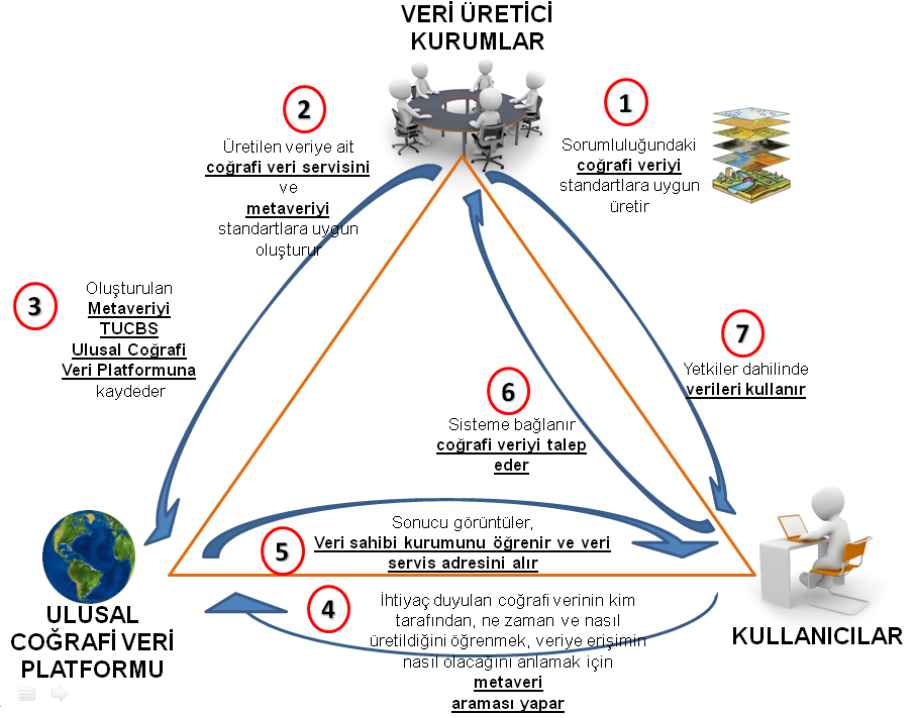 VERİ ÜRETİCİ
KURUMLAR
1
Sorumluluğundaki
coğrafi veriyi
standartlara uygun
üretir
2
Üretilen veriye ait
coğrafi veri servisini
ve
metaveriyi
standartlara uygun
oluşturur
3
Oluşturulan
Metaveriyi
TUCBS
Ulusal Coğrafi
Veri Platformuna
kaydeder
7
Yetkiler dahilinde
verileri kullanır
6
Sisteme bağlanır
coğrafi veriyi talep
eder
5
Sonucu görüntüler,
Veri sahibi kurumunu öğrenir ve veri
servis adresini alır
4
İhtiyaç duyulan coğrafi verinin kim
tarafından, ne zaman ve nasıl
üretildiğini öğrenmek, veriye erişimin
nasıl olacağını anlamak için
metaveri
araması yapar
ULUSAL
COĞRAFİ VERİ
PLATFORMU
KULLANICILAR